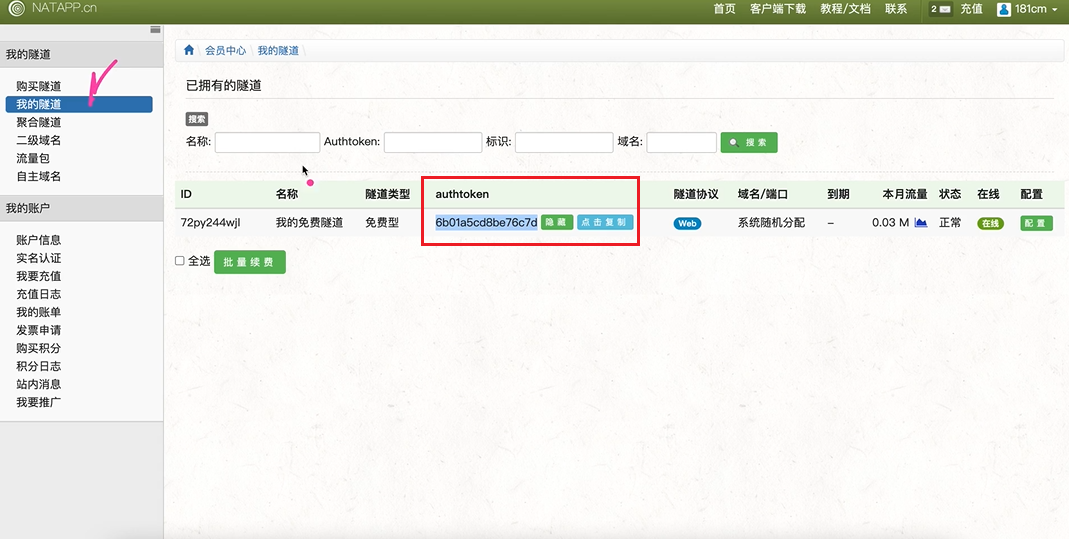 NATAPP.cn
首页 客户端下载 教程/文档 联系 2 充值 181cm
我的隧道
购买隧道
我的隧道
聚合隧道
二级域名
流量包
自主域名
我的账户
账户信息
实名认证
我要充值
充值日志
我的账单
发票申请
购买积分
积分日志
站内消息
我要推广
会员中心 我的隧道
已拥有的隧道
搜索
名称: Authtoken: 标识: 域名: 搜索
ID 名称 隧道类型 authtoken 隧道协议 域名/端口 到期 本月流量 状态 在线 配置
72py244wjl 我的免费隧道 免费型 6b01a5cd8be76c7d 隐藏 点击复制 Web 系统随机分配 – 0.03 M 正常 在线 配置
全选 批量续费